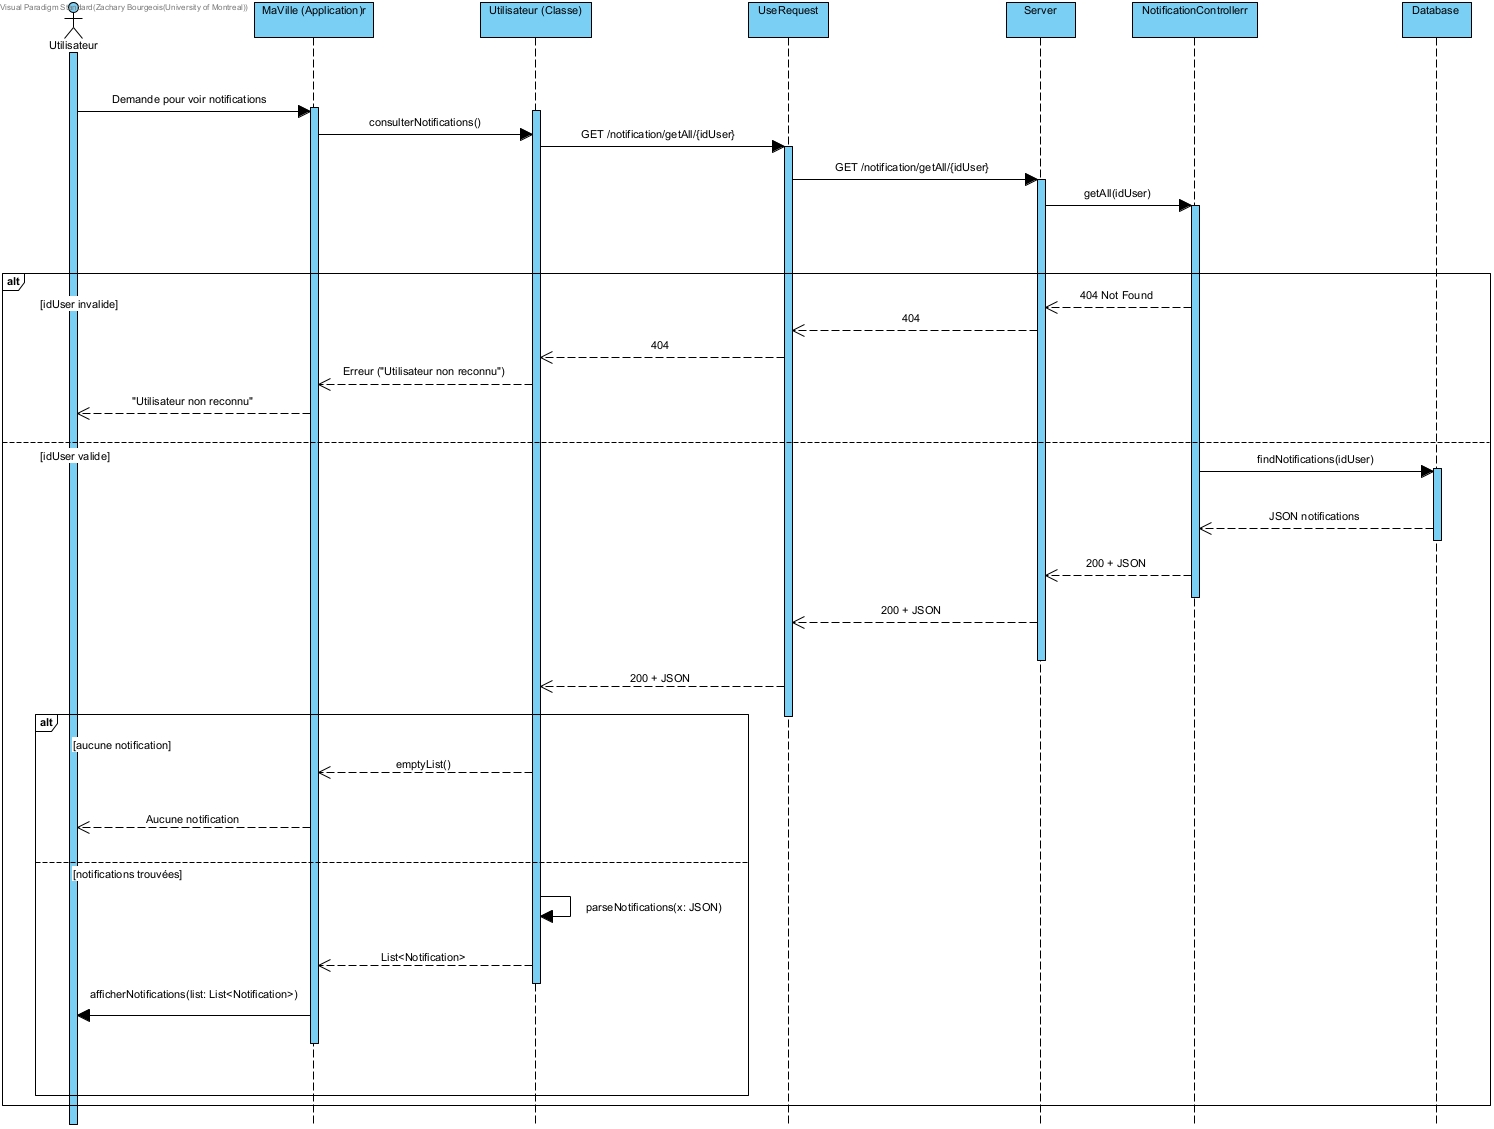 Visual Paradigm Standard(Zachary Bourgeois(University of Montreal))
Utilisateur
MaVille (Application)r
Utilisateur (Classe)
UseRequest
Server
NotificationControllerr
Database
Demande pour voir notifications
consulterNotifications()
GET /notification/getAll/{idUser}
GET /notification/getAll/{idUser}
getAll(idUser)
alt
[idUser invalide]
404 Not Found
404
404
Erreur ("Utilisateur non reconnu")
"Utilisateur non reconnu"
[idUser valide]
findNotifications(idUser)
JSON notifications
200 + JSON
200 + JSON
200 + JSON
alt
[aucune notification]
emptyList()
Aucune notification
[notifications trouvées]
parseNotifications(x: JSON)
List<Notification>
afficherNotifications(list: List<Notification>)